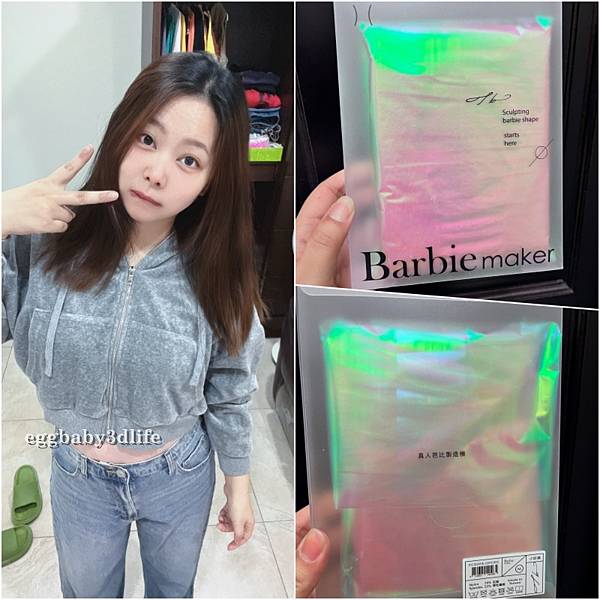 eggbaby3dlife
Sculpting
barbie shape
starts
here
Barbie maker
真人芭比製造機